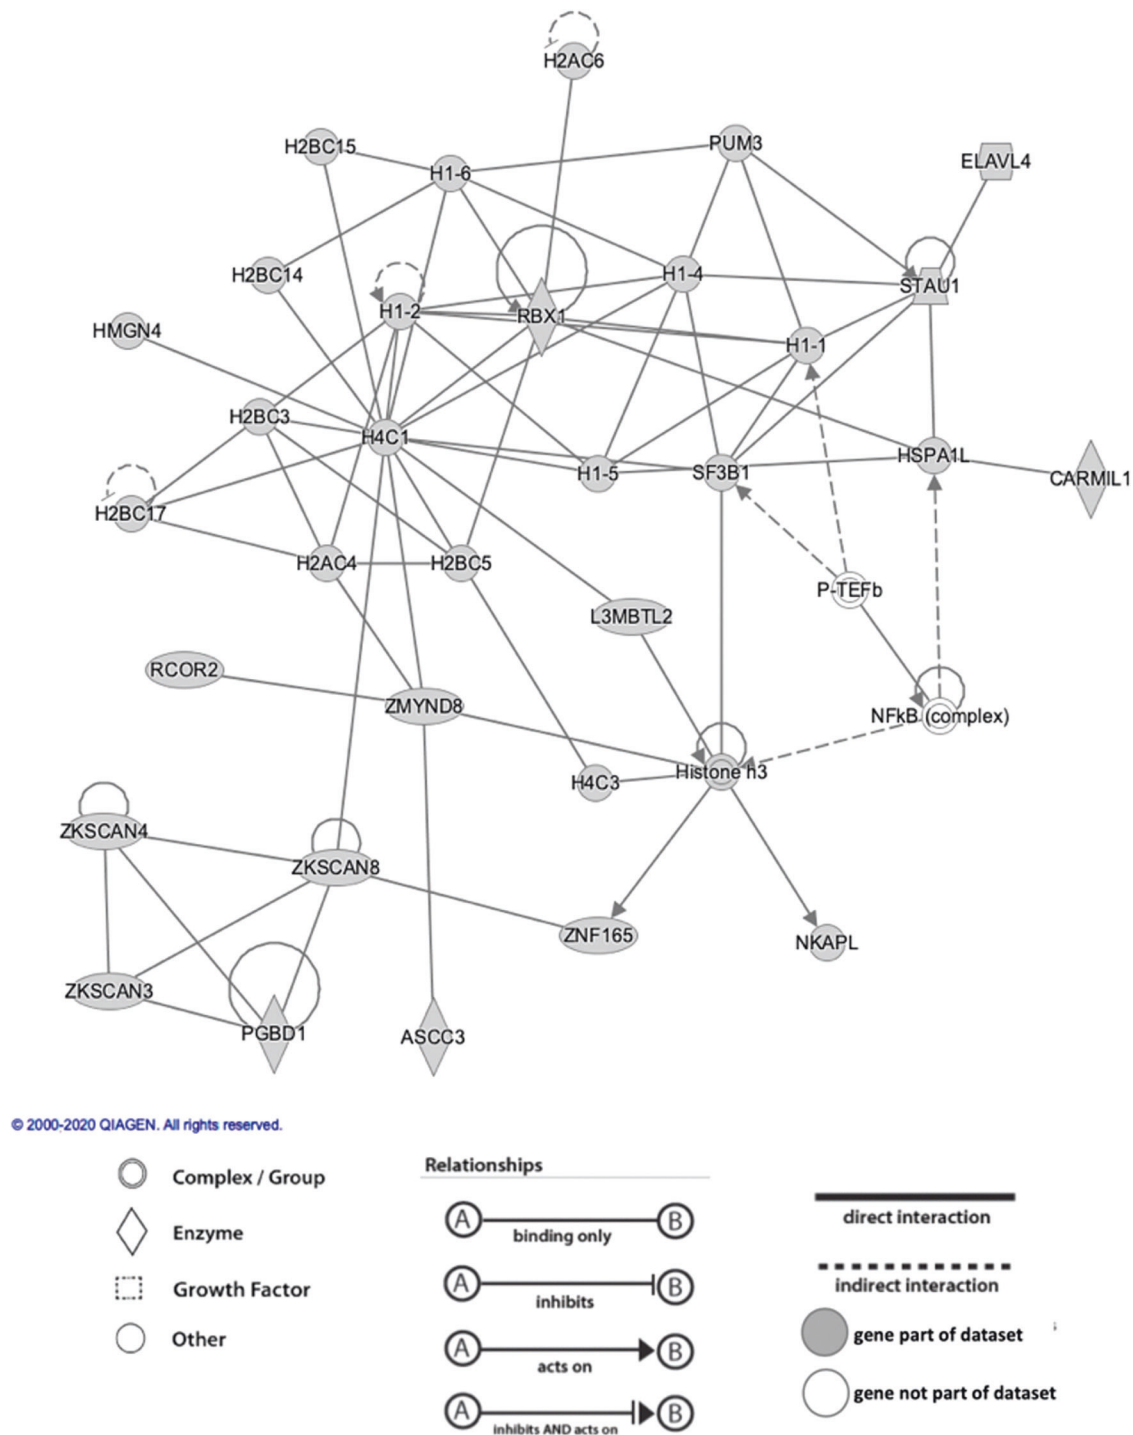 H2AC6
PUM3
H2BC15
ELAVL4
H1-6
H2BC14
H1-4
STAU1
H1-2
RBX1
HMGN4
H1-1
H2BC3
H4C1
HSPA1L
H1-5
SF3B1
CARMIL1
H2BC17
H2AC4
H2BC5
P-TEFb
L3MBTL2
RCOR2
ZMYND8
NFkB (complex)
Histone h3
H4C3
ZKSCAN4
ZKSCAN8
ZNF165
NKAPL
ZKSCAN3
PGBD1
ASCC3
© 2000-2020 QIAGEN. All rights reserved.
Complex / Group
Enzyme
Growth Factor
Other
Relationships
A B
binding only
A B
inhibits
A B
acts on
A B
inhibits AND acts on
direct interaction
indirect interaction
gene part of dataset
gene not part of dataset